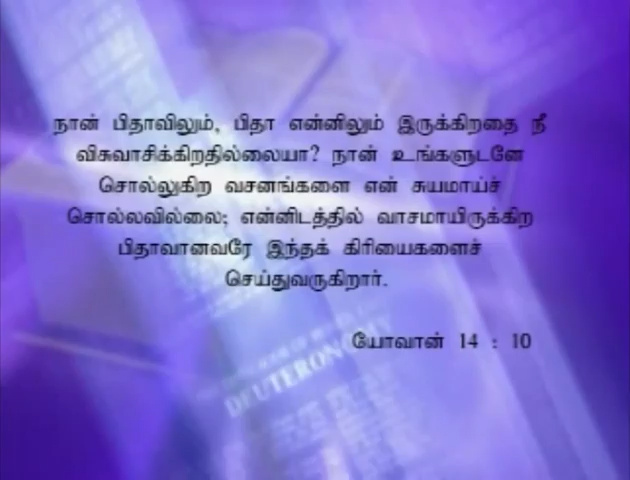 நான் பிதாவிலும், பிதா என்னிலும் இருக்கிறதை நீ
விசுவாசிக்கிறதில்லையா? நான் உங்களுடனே
சொல்லுகிற வசனங்களை என் சுயமாய்ச்
சொல்லவில்லை; என்னிடத்தில் வாசமாயிருக்கிற
பிதாவானவரே இந்தக் கிரியைகளைச்
செய்துவருகிறார்.
யோவான் 14 : 10
DEUTERONOMY